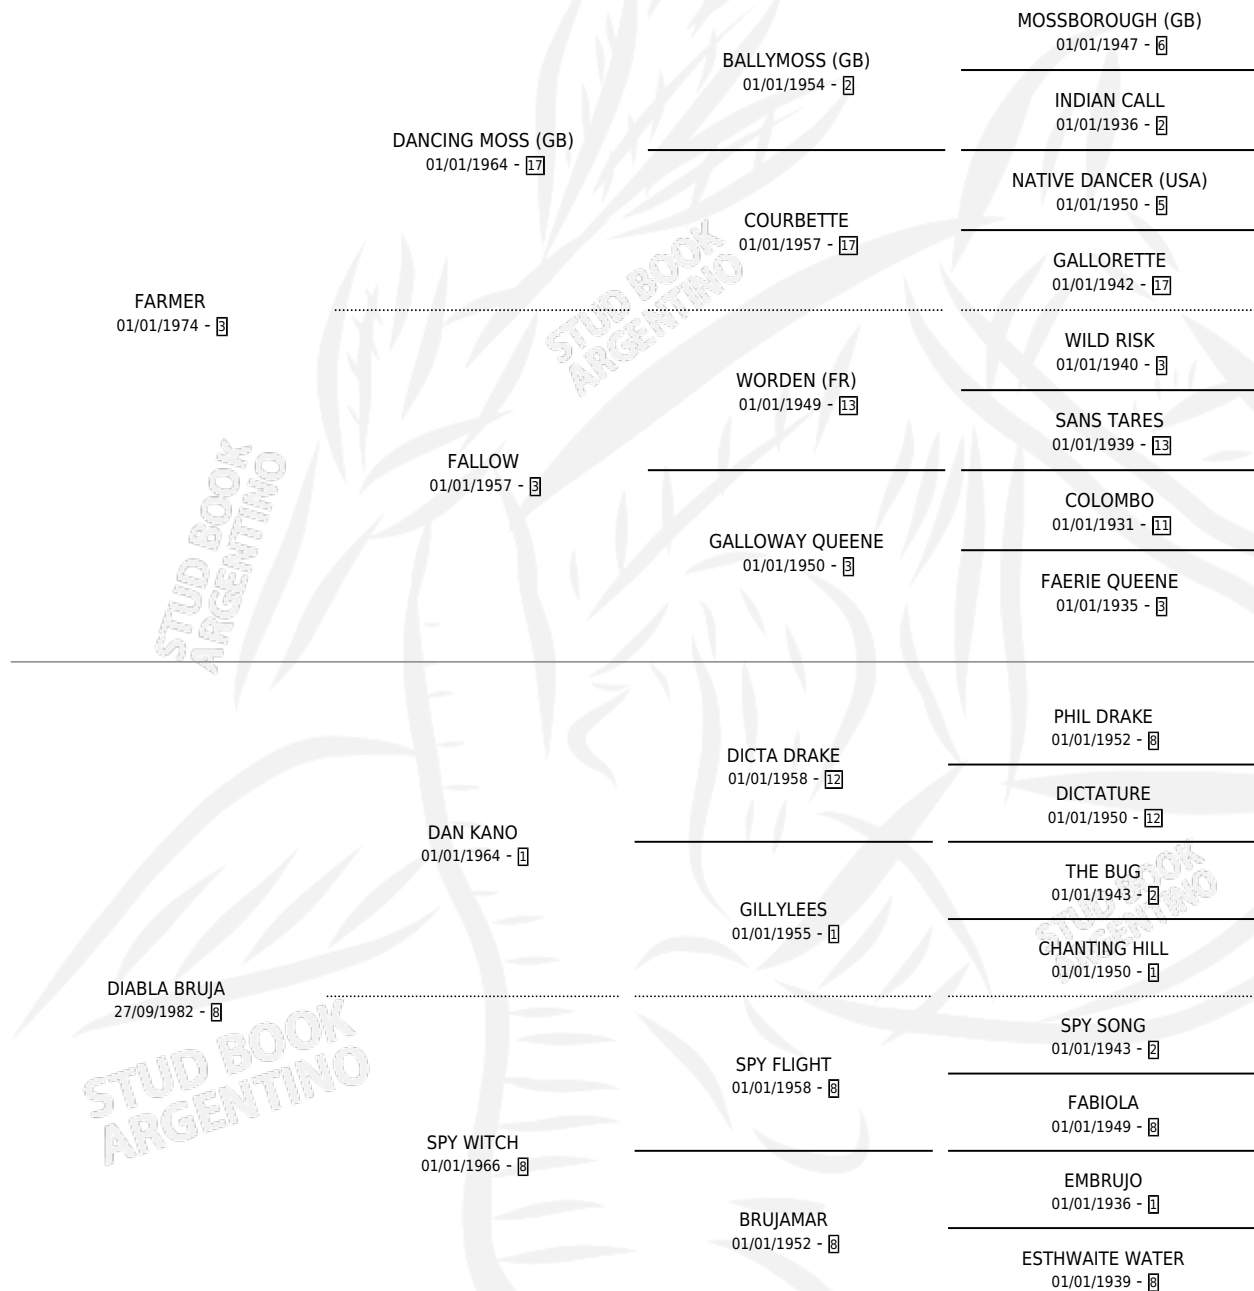 MOSSBOROUGH (GB)
01/01/1947 - 6
BALLYMOSS (GB)
01/01/1954 - 2
INDIAN CALL
01/01/1936 - 2
DANCING MOSS (GB)
01/01/1964 - 17
NATIVE DANCER (USA)
01/01/1950 - 5
COURBETTE
01/01/1957 - 17
GALLORETTE
01/01/1942 - 17
FARMER
01/01/1974 - 3
WILD RISK
01/01/1940 - 3
WORDEN (FR)
01/01/1949 - 13
SANS TARES
01/01/1939 - 13
FALLOW
01/01/1957 - 3
COLOMBO
01/01/1931 - 11
GALLOWAY QUEENE
01/01/1950 - 3
FAERIE QUEENE
01/01/1935 - 3
PHIL DRAKE
01/01/1952 - 8
DICTA DRAKE
01/01/1958 - 12
DICTATURE
01/01/1950 - 12
DAN KANO
01/01/1964 - 1
THE BUG
01/01/1943 - 2
GILLYLEES
01/01/1955 - 1
CHANTING HILL
01/01/1950 - 1
DIABLA BRUJA
27/09/1982 - 8
SPY SONG
01/01/1943 - 2
SPY FLIGHT
01/01/1958 - 8
FABIOLA
01/01/1949 - 8
SPY WITCH
01/01/1966 - 8
EMBRUJO
01/01/1936 - 1
BRUJAMAR
01/01/1952 - 8
ESTHWAITE WATER
01/01/1939 - 8
STUD BOOK
ARGENTINO
STUD BOOK
ARGENTINO
STUD BOOK
ARGENTINO
STUD BOOK
ARGENTINO